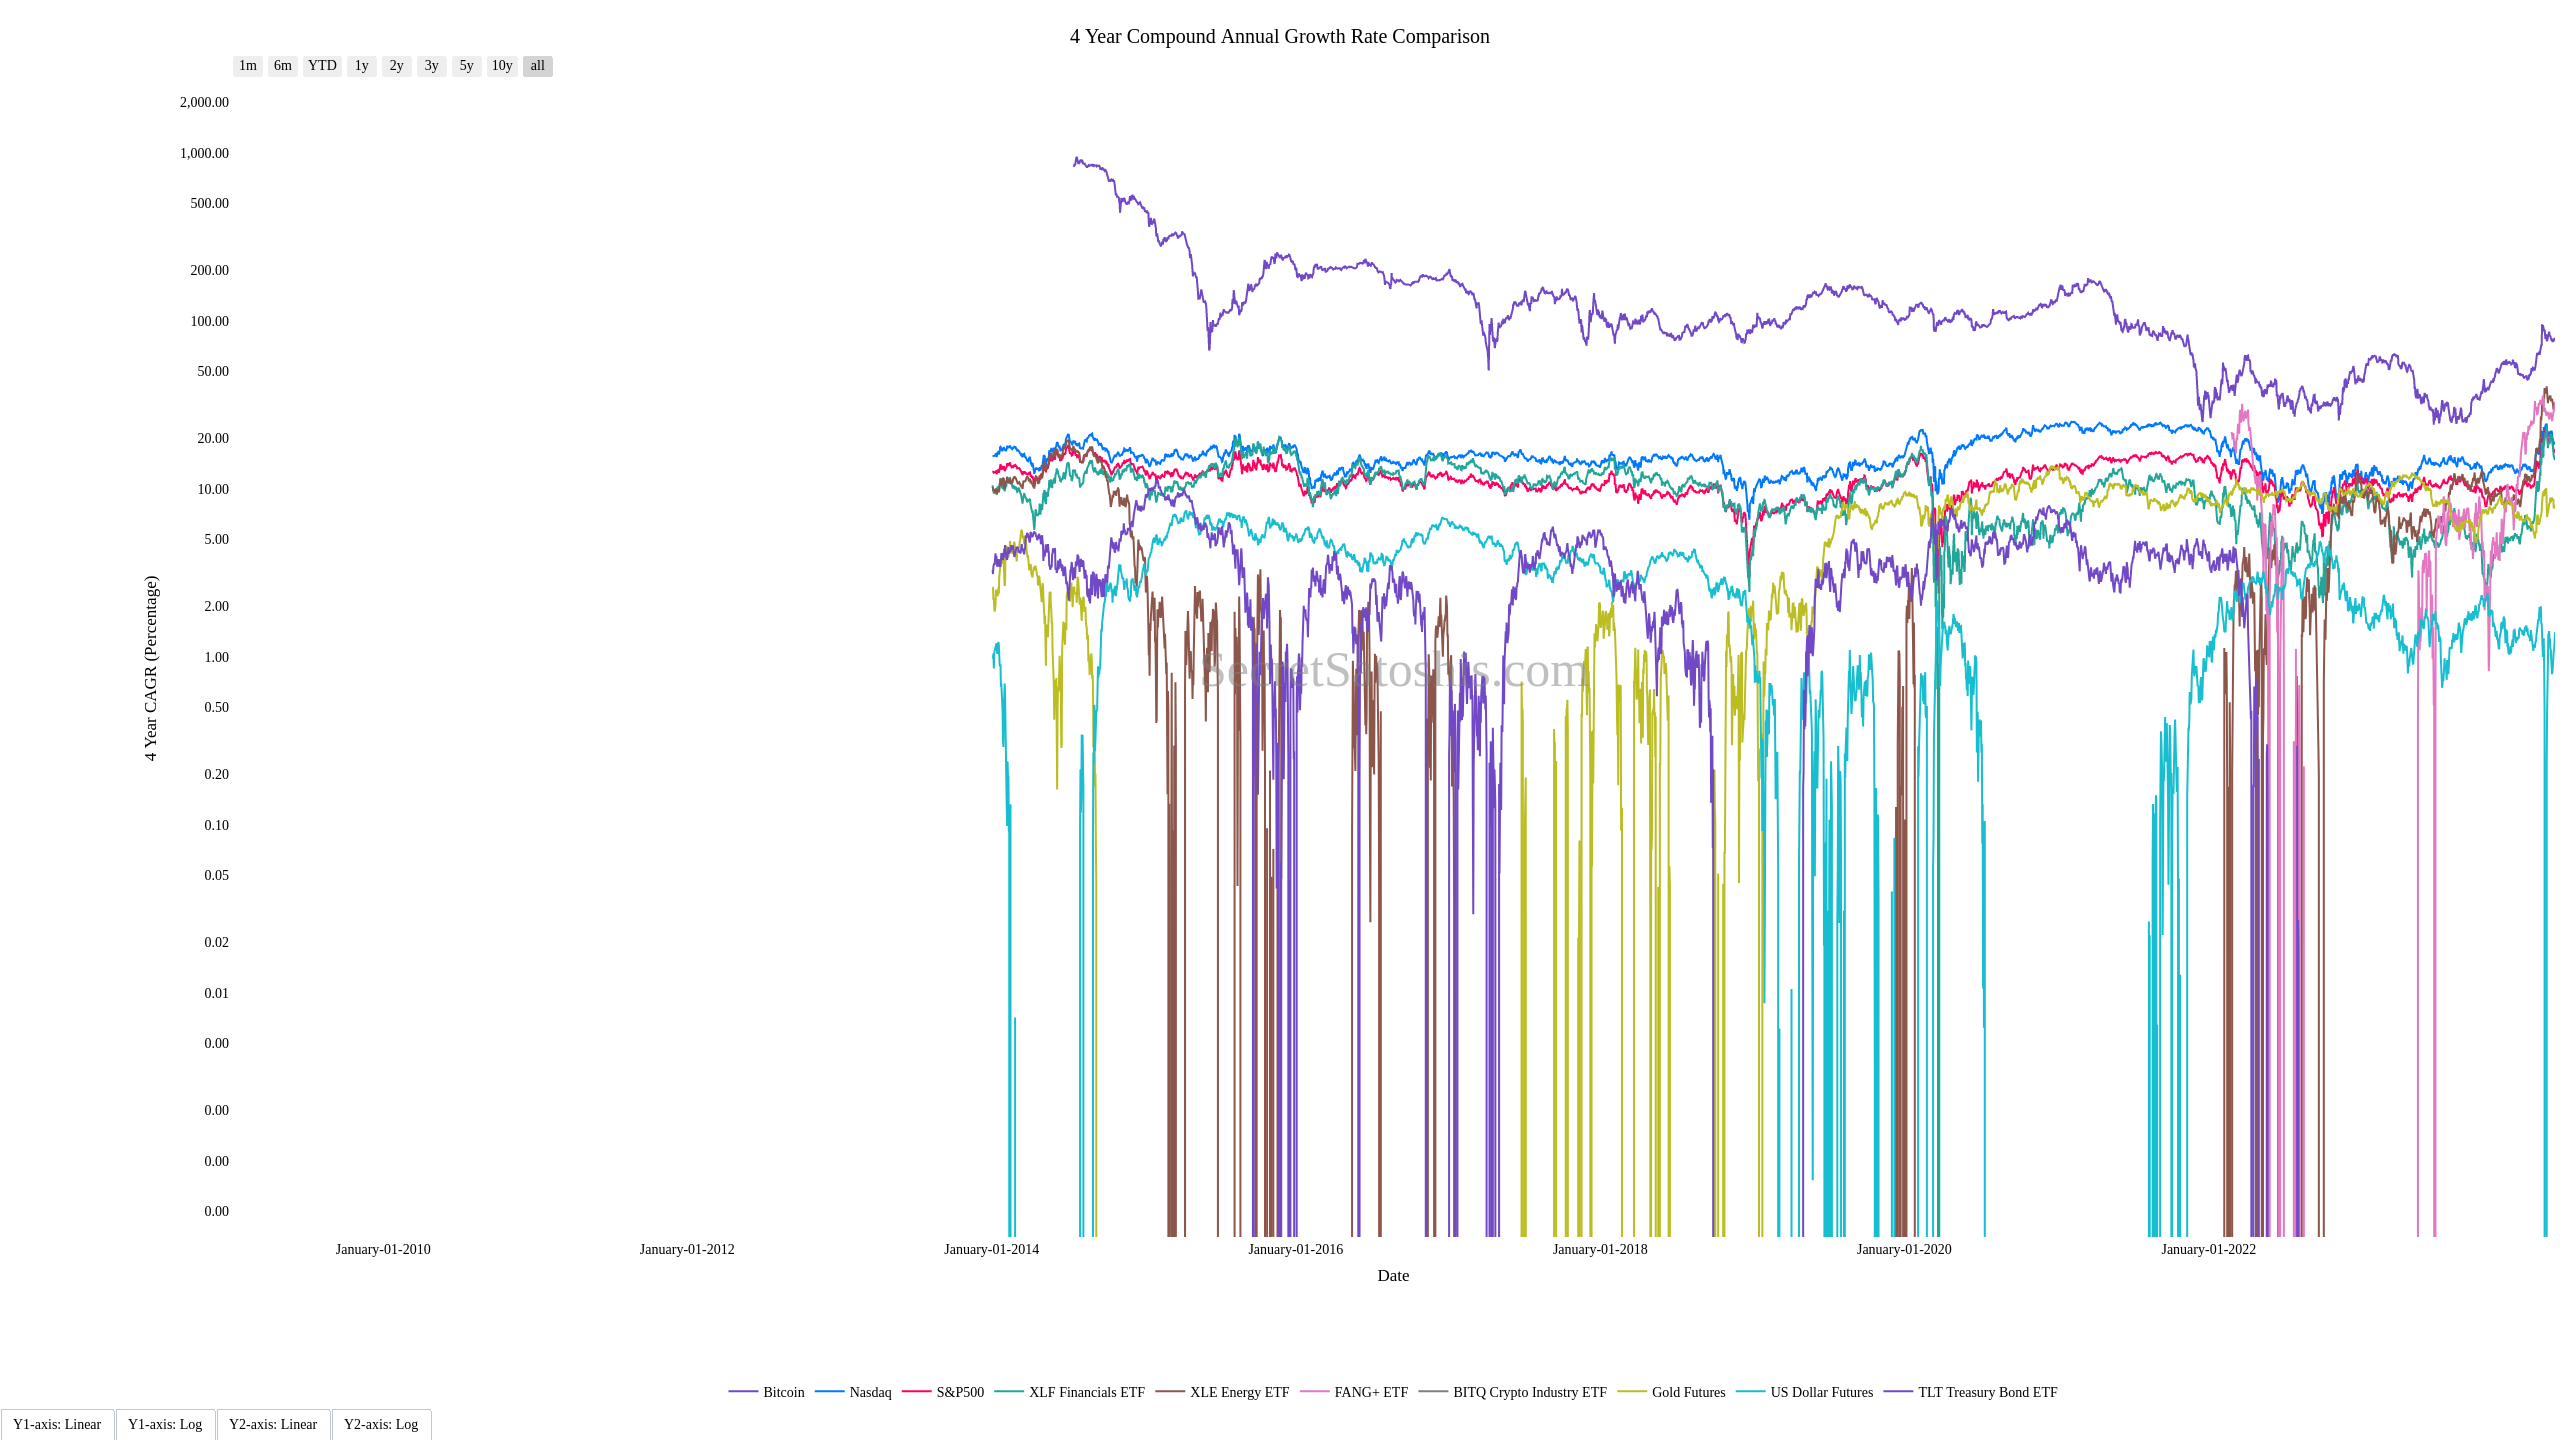 4 Year Compound Annual Growth Rate Comparison
1m 6m YTD 1y 2y 3y 5y 10y all
2,000.00
1,000.00
500.00
200.00
100.00
50.00
20.00
10.00
5.00
2.00
1.00
0.50
0.20
0.10
0.05
0.02
0.01
0.00
0.00
0.00
0.00
4 Year CAGR (Percentage)
SecretSatoshis.com
January-01-2010 January-01-2012 January-01-2014 January-01-2016 January-01-2018 January-01-2020 January-01-2022
Date
Bitcoin Nasdaq S&P500 XLF Financials ETF XLE Energy ETF FANG+ ETF BITQ Crypto Industry ETF Gold Futures US Dollar Futures TLT Treasury Bond ETF
Y1-axis: Linear Y1-axis: Log Y2-axis: Linear Y2-axis: Log